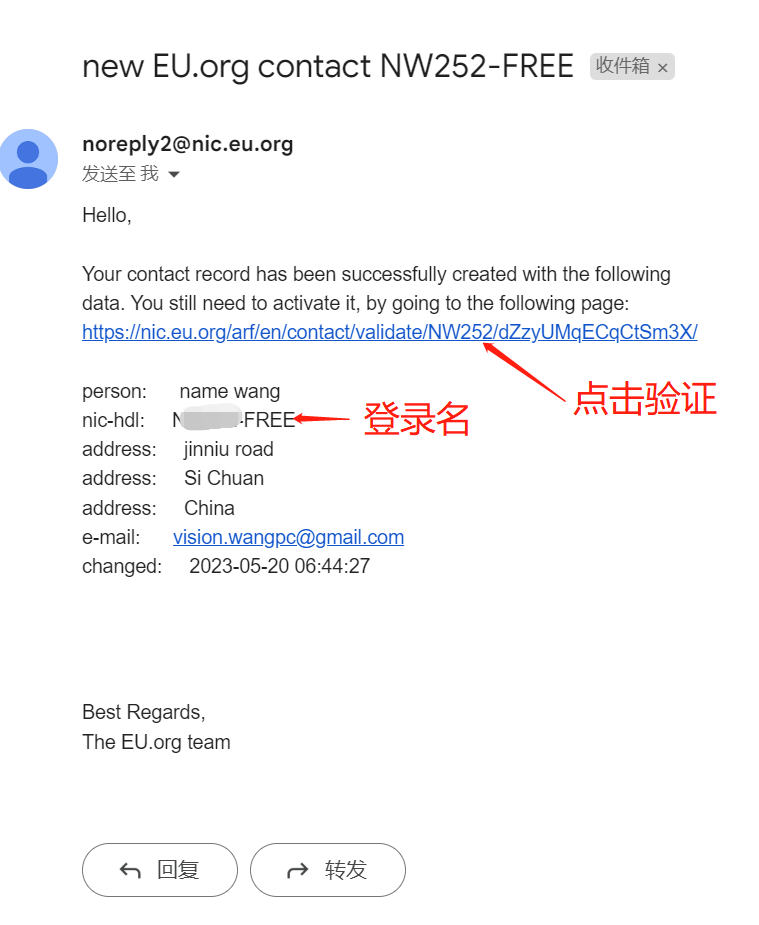 new EU.org contact NW252-FREE 收件箱 ×
noreply2@nic.eu.org
发送至 我
Hello,
Your contact record has been successfully created with the following
data. You still need to activate it, by going to the following page:
https://nic.eu.org/arf/en/contact/validate/NW252/dZzyUMqECqCtSm3X/
点击验证
person: name wang
nic-hdl: N -FREE 登录名
address: jinniu road
address: Si Chuan
address: China
e-mail: vision.wangpc@gmail.com
changed: 2023-05-20 06:44:27
Best Regards,
The EU.org team
回复 转发